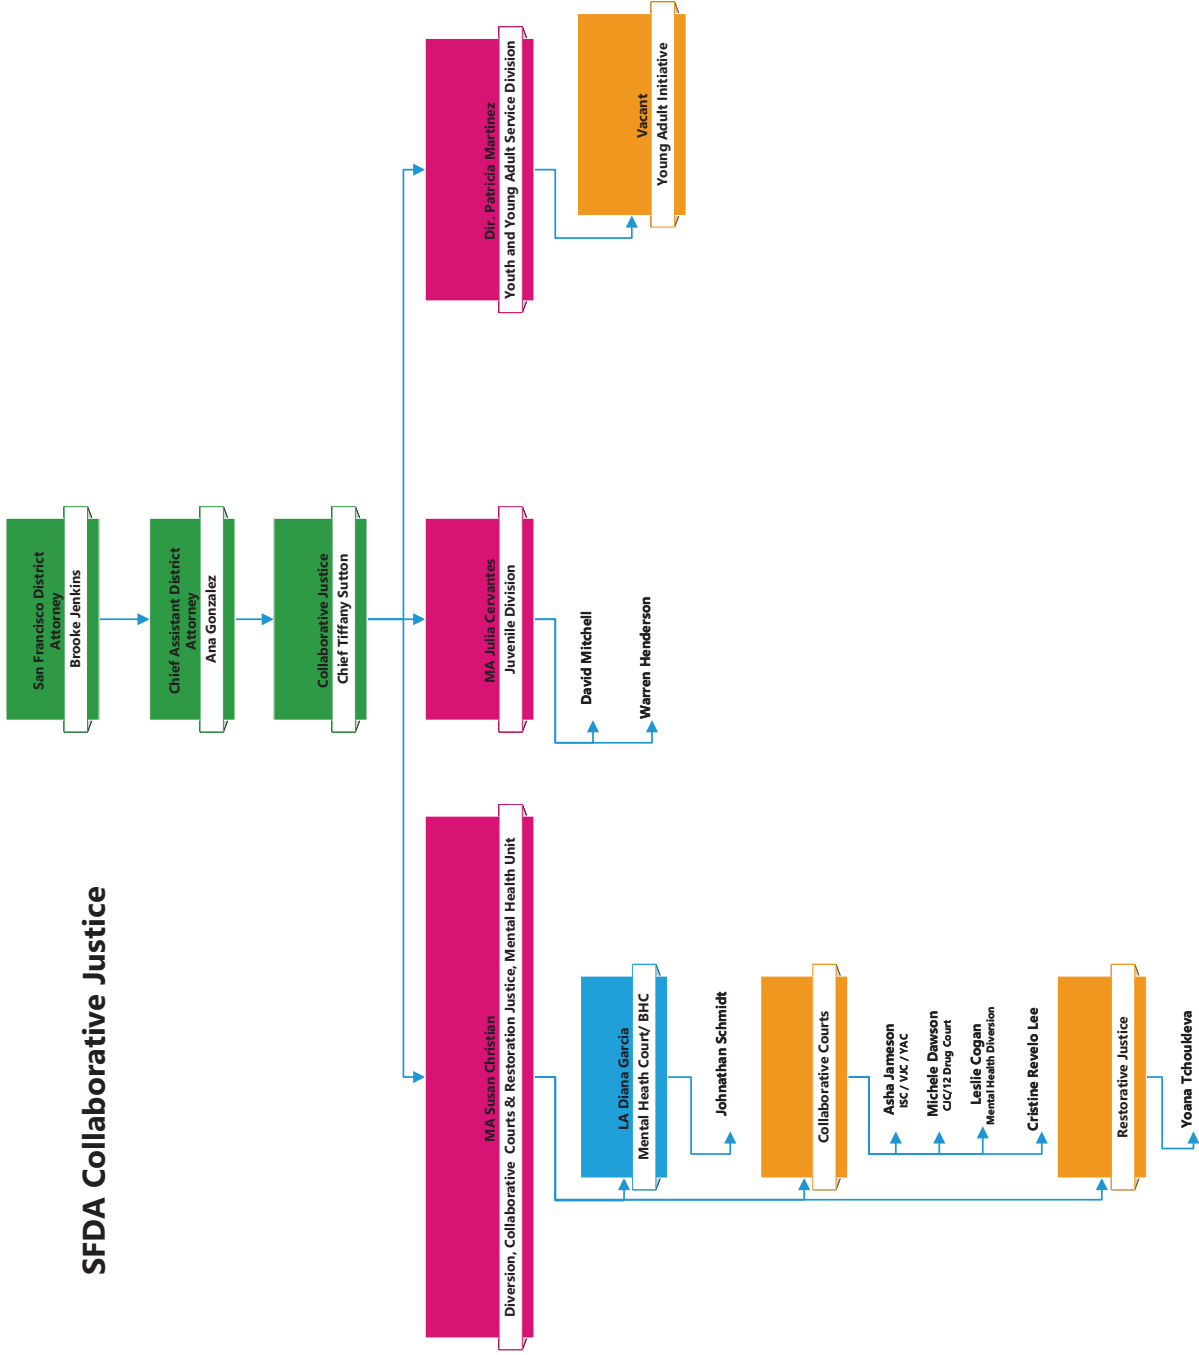 SFDA Collaborative Justice
San Francisco District
Attorney
Brooke Jenkins
Chief Assistant District
Attorney
Ana Gonzalez
Collaborative Justice
Chief Tiffany Sutton
MA Susan Christian
Diversion, Collaborative Courts & Restoration Justice, Mental Health Unit
LA Diana Garcia
Mental Heath Court/ BHC
Johnathan Schmidt
Collaborative Courts
Asha Jameson
ISC / VJC / YAC
Michele Dawson
CJC/12 Drug Court
Leslie Cogan
Mental Health Diversion
Cristine Revelo Lee
Restorative Justice
Yoana Tchoukleva
MA Julia Cervantes
Juvenile Division
David Mitchell
Warren Henderson
Dir. Patricia Martinez
Youth and Young Adult Service Division
Vacant
Young Adult Initiative